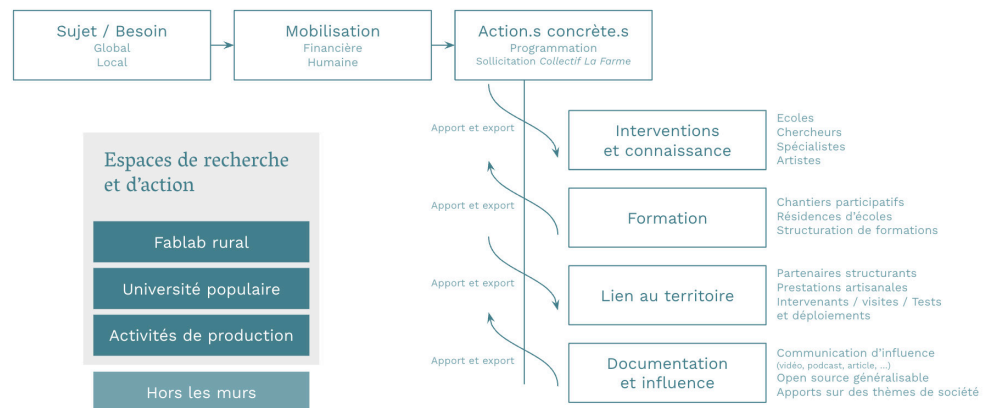 Sujet / Besoin
Global
Local
Mobilisation
Financière
Humaine
Action.s concrète.s
Programmation
Sollicitation Collectif La Farme
Apport et export
Interventions
et connaissance
Ecoles
Chercheurs
Spécialistes
Artistes
Espaces de recherche
et d'action
Fablab rural
Université populaire
Activités de production
Hors les murs
Apport et export
Formation
Chantiers participatifs
Résidences d'écoles
Structuration de formations
Apport et export
Lien au territoire
Partenaires structurants
Prestations artisanales
Intervenants / visites / Tests
et déploiements
Apport et export
Documentation
et influence
Communication d'influence
(vidéo, podcast, article, ...)
Open source généralisable
Apports sur des thèmes de société